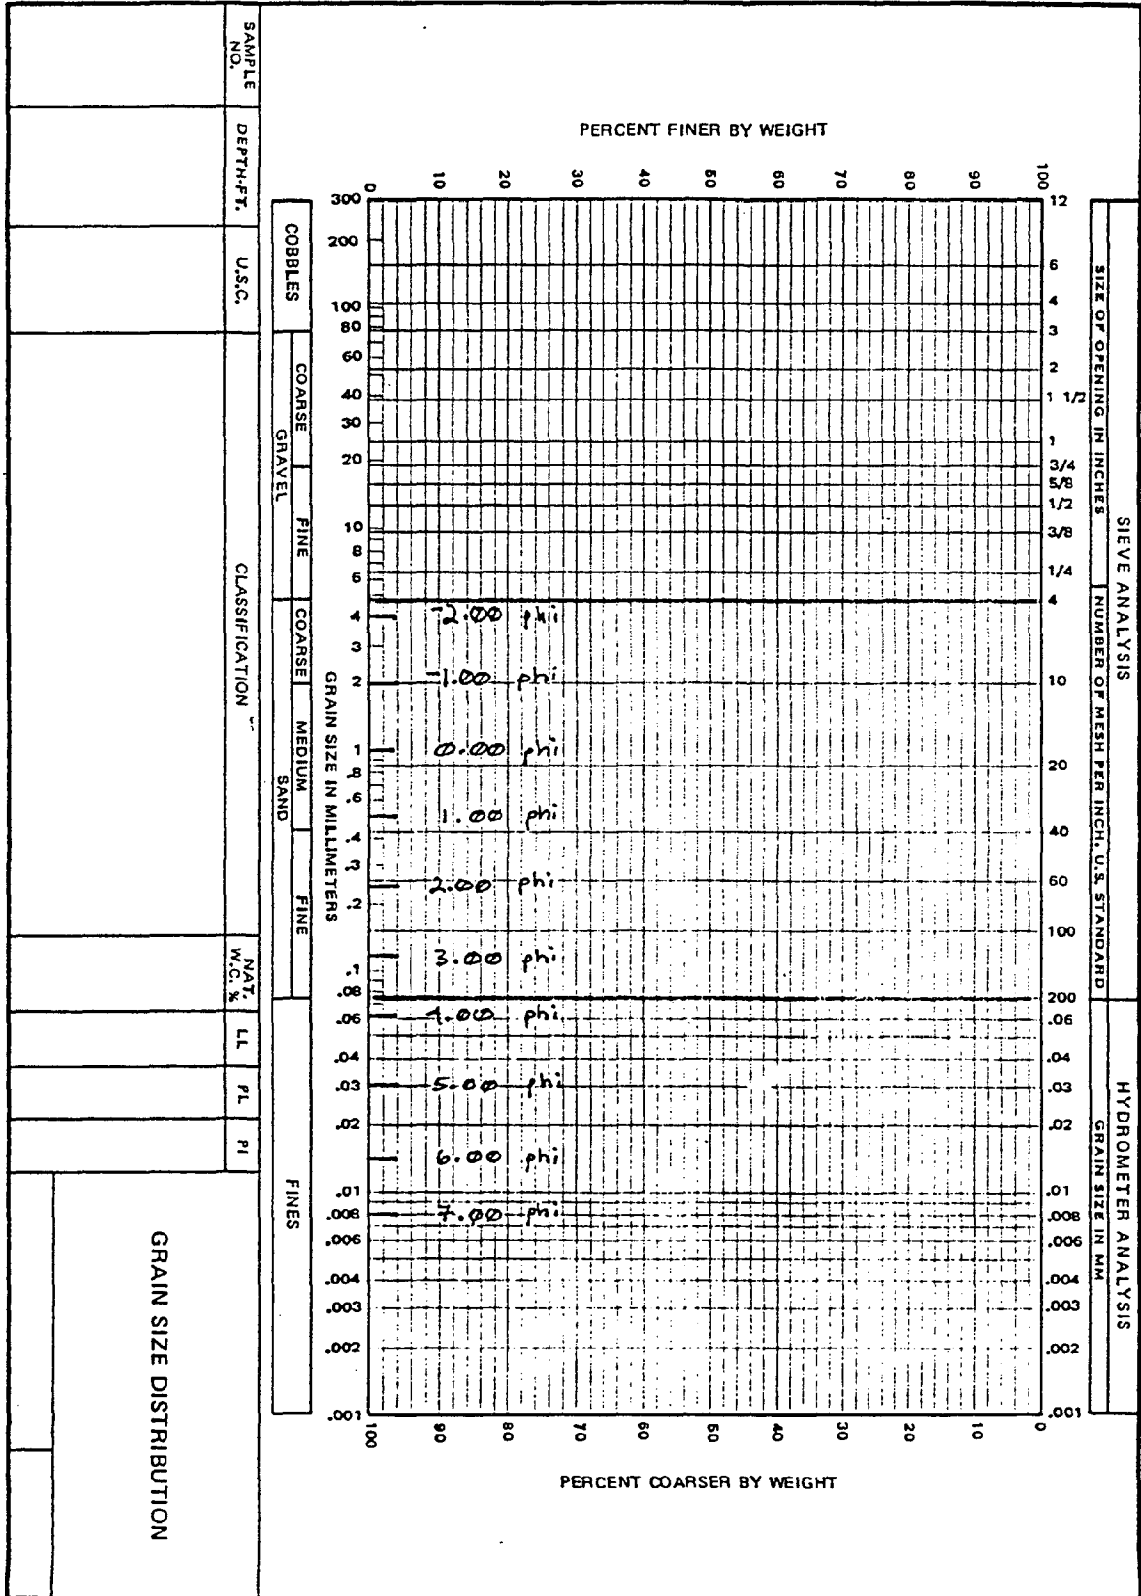 SIEVE ANALYSIS
HYDROMETER ANALYSIS
SIZE OF OPENING IN INCHES
NUMBER OF MESH PER INCH, U.S. STANDARD
GRAIN SIZE IN MM
12
6
4
3
2
1 1/2
1
3/4
5/8
1/2
3/8
1/4
4
10
20
40
60
100
200
.06
.04
.03
.02
.01
.008
.006
.004
.003
.002
.001
PERCENT FINER BY WEIGHT
100
90
80
70
60
50
40
30
20
10
0
PERCENT COARSER BY WEIGHT
0
10
20
30
40
50
60
70
80
90
100
-2.00 phi
-1.00 phi
0.00 phi
1.00 phi
2.00 phi
3.00 phi
4.00 phi
5.00 phi
6.00 phi
7.00 phi
300
200
100
80
60
40
30
20
10
8
6
4
3
2
1
.8
.6
.4
.3
.2
.1
.08
.06
.04
.03
.02
.01
.008
.006
.004
.003
.002
.001
GRAIN SIZE IN MILLIMETERS
COBBLES
COARSE
FINE
GRAVEL
COARSE
MEDIUM
FINE
SAND
FINES
SAMPLE NO.
DEPTH-FT.
U.S.C.
CLASSIFICATION
NAT. W.C. %
LL
PL
PI
GRAIN SIZE DISTRIBUTION